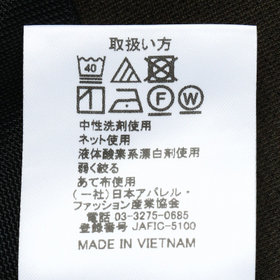 取扱い方
40
F W
中性洗剤使用
ネット使用
液体酸素系漂白剤使用
弱く絞る
あて布使用
(一社)日本アパレル・
ファッション産業協会
電話 03-3275-0685
登録番号 JAFIC-5100
MADE IN VIETNAM